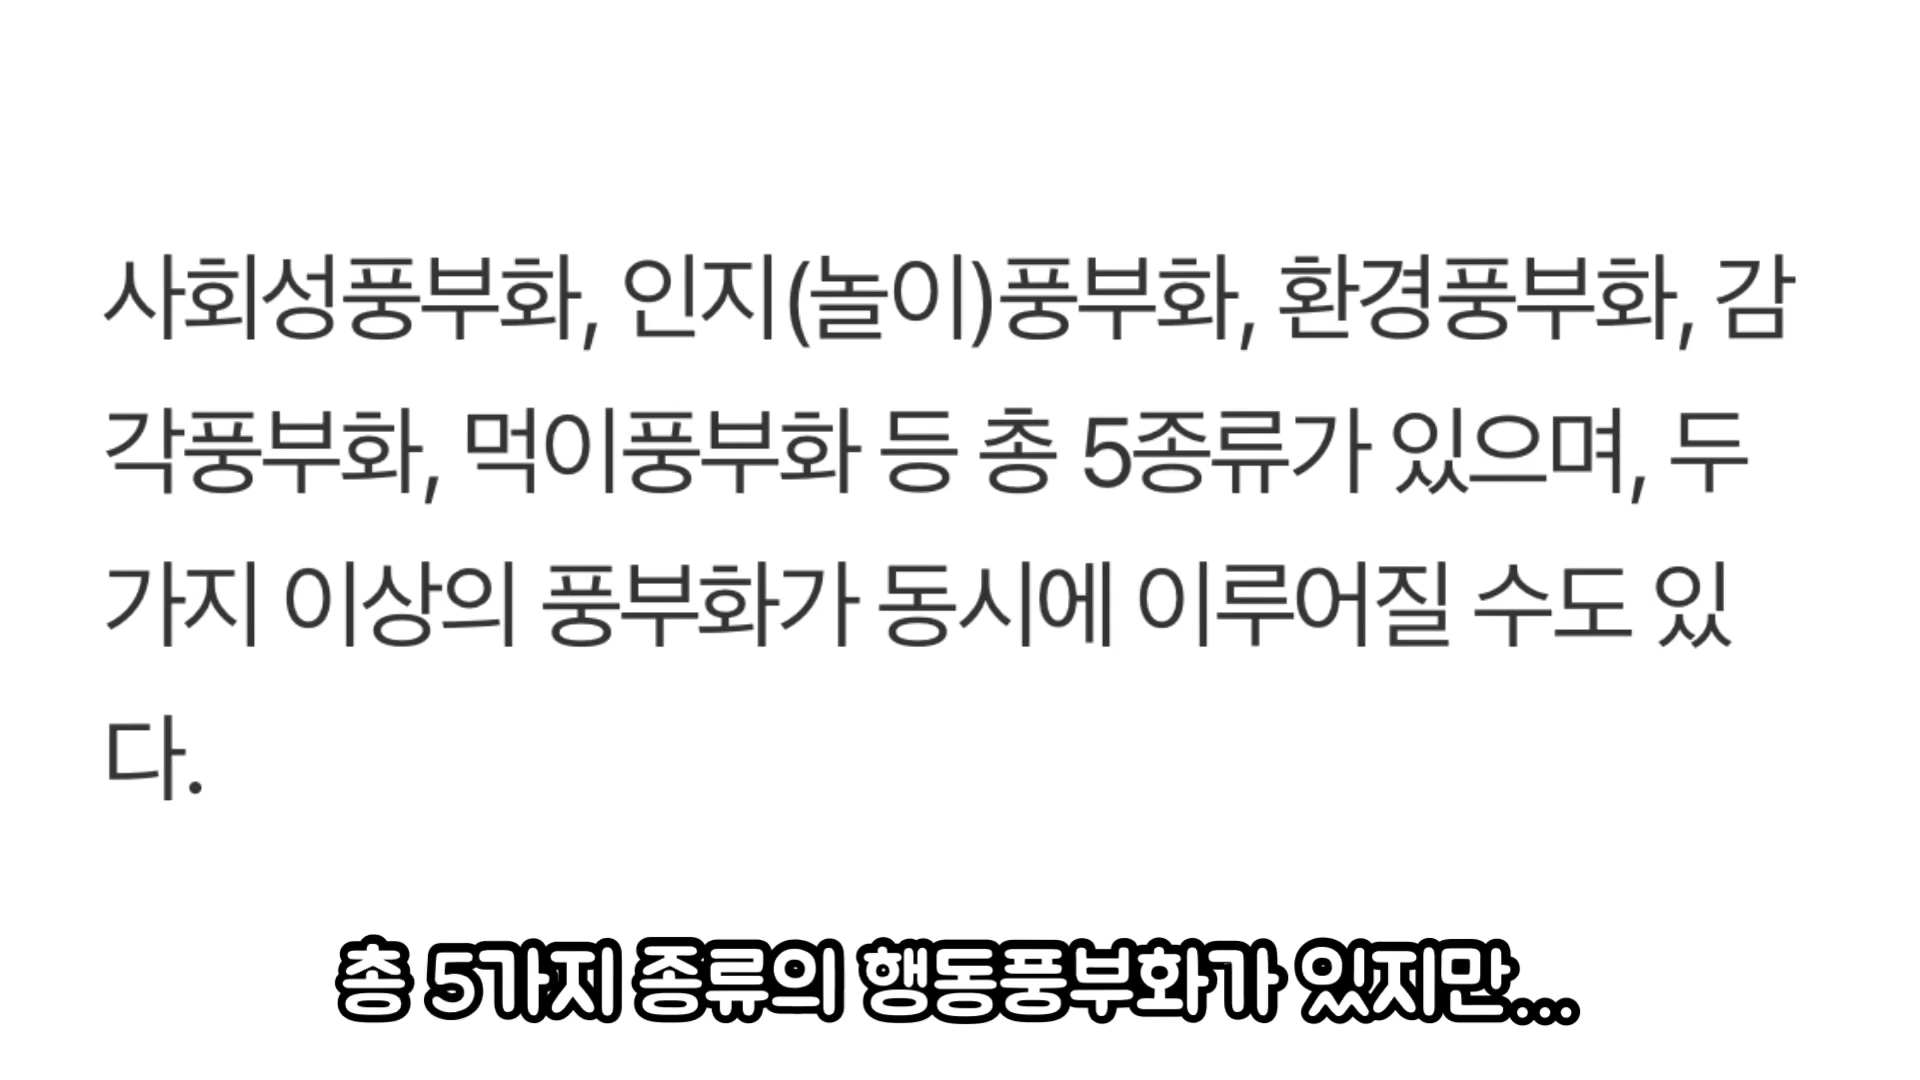 사회성풍부화, 인지(놀이)풍부화, 환경풍부화, 감
각풍부화, 먹이풍부화 등 총 5종류가 있으며, 두
가지 이상의 풍부화가 동시에 이루어질 수도 있
다.
총 5가지 종류의 행동풍부화가 있지만...